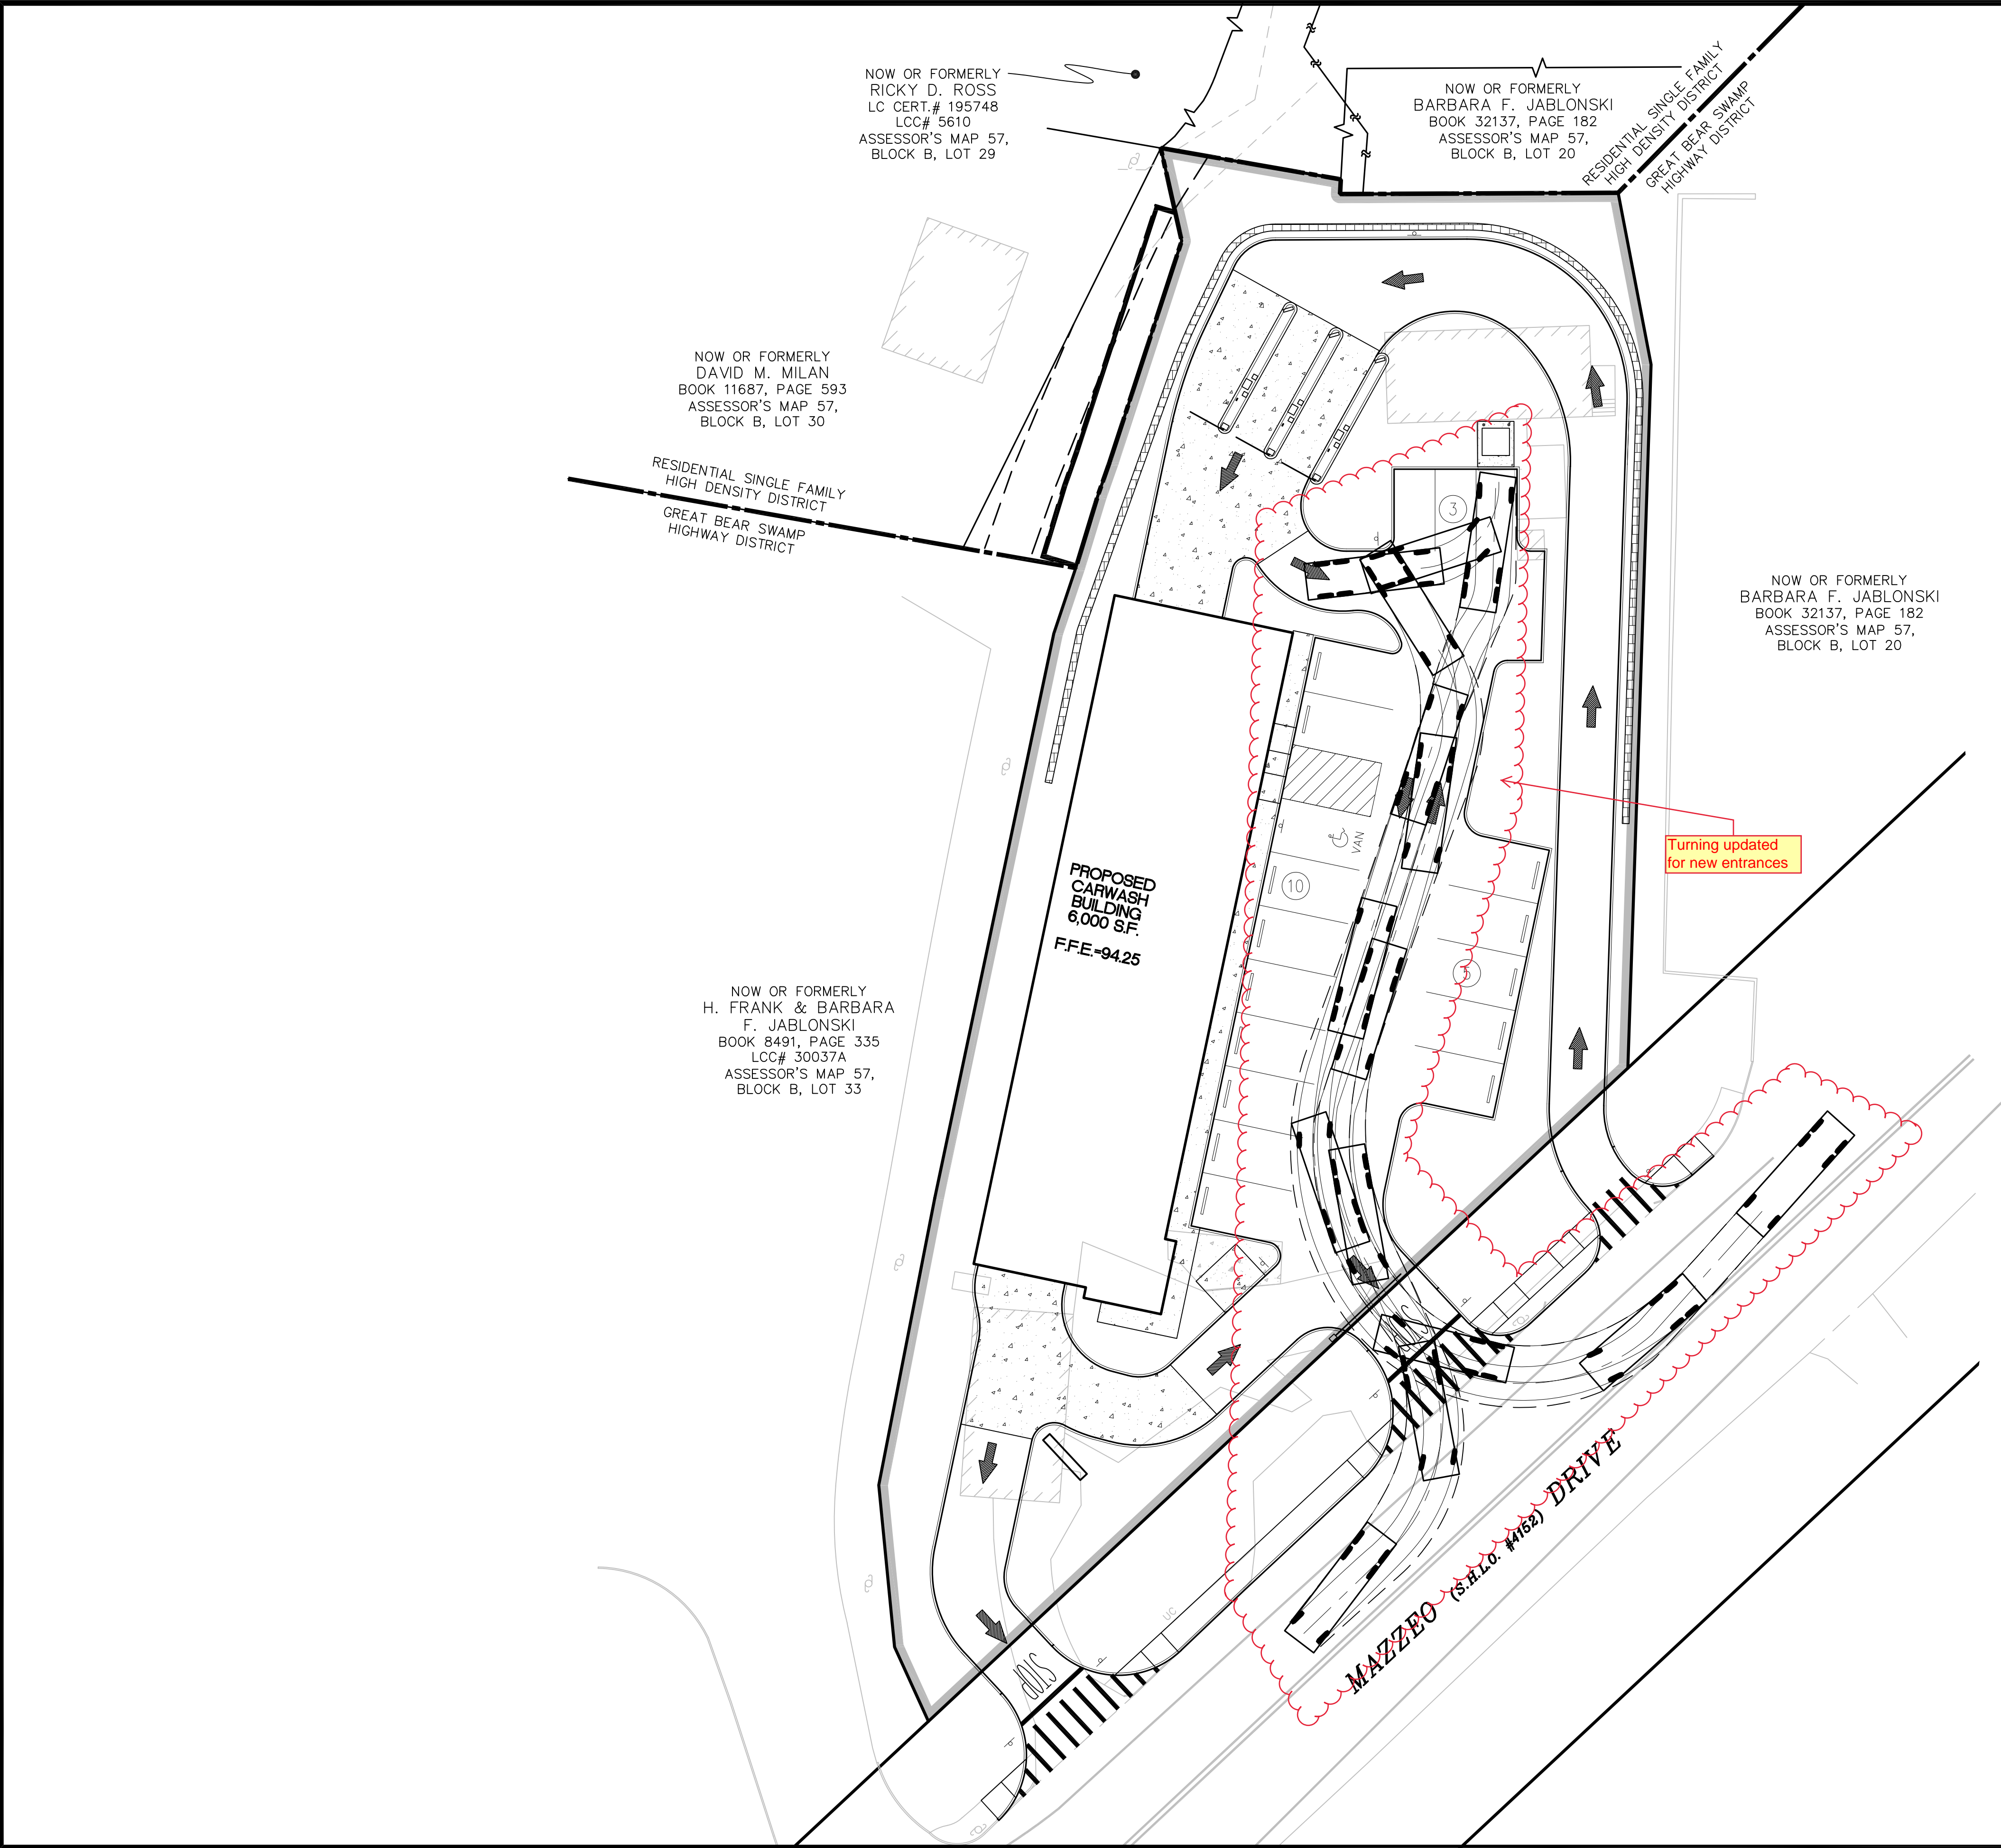 NOW OR FORMERLY
RICKY D. ROSS
LC CERT.# 195748
LCC# 5610
ASSESSOR'S MAP 57,
BLOCK B, LOT 29
NOW OR FORMERLY
BARBARA F. JABLONSKI
BOOK 32137, PAGE 182
ASSESSOR'S MAP 57,
BLOCK B, LOT 20
RESIDENTIAL SINGLE FAMILY
HIGH DENSITY DISTRICT
GREAT BEAR SWAMP
HIGHWAY DISTRICT
NOW OR FORMERLY
DAVID M. MILAN
BOOK 11687, PAGE 593
ASSESSOR'S MAP 57,
BLOCK B, LOT 30
RESIDENTIAL SINGLE FAMILY
HIGH DENSITY DISTRICT
GREAT BEAR SWAMP
HIGHWAY DISTRICT
3
NOW OR FORMERLY
BARBARA F. JABLONSKI
BOOK 32137, PAGE 182
ASSESSOR'S MAP 57,
BLOCK B, LOT 20
Turning updated
for new entrances
VAN
10
5
PROPOSED
CARWASH
BUILDING
6,000 S.F.
F.F.E.=94.25
NOW OR FORMERLY
H. FRANK & BARBARA
F. JABLONSKI
BOOK 8491, PAGE 335
LCC# 30037A
ASSESSOR'S MAP 57,
BLOCK B, LOT 33
STOP
MAZZEO (S.H.L.O. #4152) DRIVE
UC
STOP